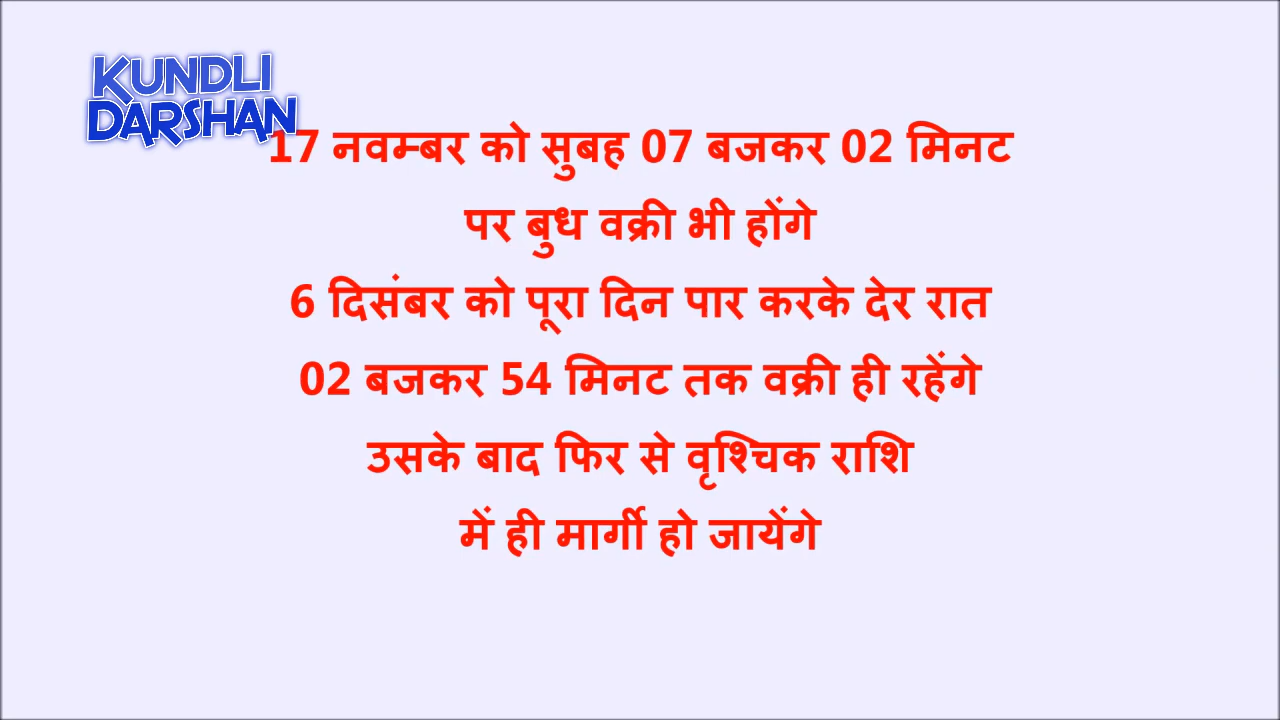 KUNDLI
DARSHAN
17 नवम्बर को सुबह 07 बजकर 02 मिनट
पर बुध वक्री भी होंगे
6 दिसंबर को पूरा दिन पार करके देर रात
02 बजकर 54 मिनट तक वक्री ही रहेंगे
उसके बाद फिर से वृश्चिक राशि
में ही मार्गी हो जायेंगे